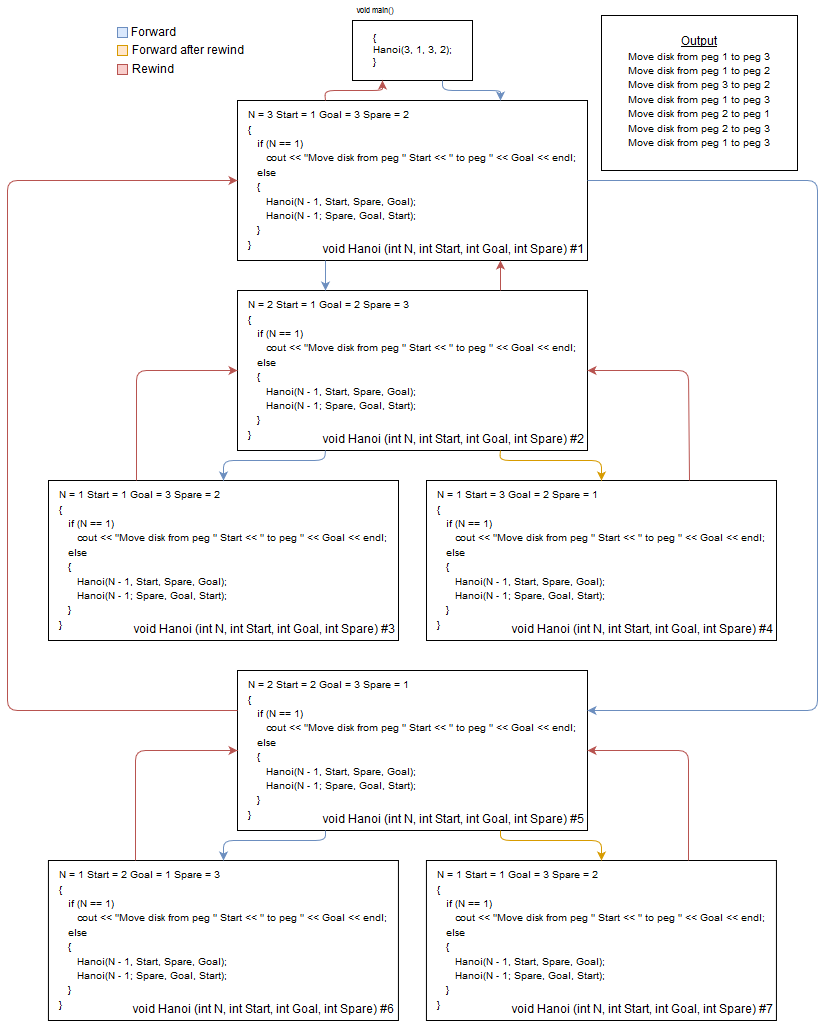 void main()
{
Hanoi(3, 1, 3, 2);
}
Forward
Forward after rewind
Rewind
Output
Move disk from peg 1 to peg 3
Move disk from peg 1 to peg 2
Move disk from peg 3 to peg 2
Move disk from peg 1 to peg 3
Move disk from peg 2 to peg 1
Move disk from peg 2 to peg 3
Move disk from peg 1 to peg 3
N = 3 Start = 1 Goal = 3 Spare = 2
{
if (N == 1)
cout << "Move disk from peg " Start << " to peg " << Goal << endl;
else
{
Hanoi(N - 1, Start, Spare, Goal);
Hanoi(N - 1; Spare, Goal, Start);
}
}
void Hanoi (int N, int Start, int Goal, int Spare) #1
N = 2 Start = 1 Goal = 2 Spare = 3
{
if (N == 1)
cout << "Move disk from peg " Start << " to peg " << Goal << endl;
else
{
Hanoi(N - 1, Start, Spare, Goal);
Hanoi(N - 1; Spare, Goal, Start);
}
}
void Hanoi (int N, int Start, int Goal, int Spare) #2
N = 1 Start = 1 Goal = 3 Spare = 2
{
if (N == 1)
cout << "Move disk from peg " Start << " to peg " << Goal << endl;
else
{
Hanoi(N - 1, Start, Spare, Goal);
Hanoi(N - 1; Spare, Goal, Start);
}
}
void Hanoi (int N, int Start, int Goal, int Spare) #3
N = 1 Start = 3 Goal = 2 Spare = 1
{
if (N == 1)
cout << "Move disk from peg " Start << " to peg " << Goal << endl;
else
{
Hanoi(N - 1, Start, Spare, Goal);
Hanoi(N - 1; Spare, Goal, Start);
}
}
void Hanoi (int N, int Start, int Goal, int Spare) #4
N = 2 Start = 2 Goal = 3 Spare = 1
{
if (N == 1)
cout << "Move disk from peg " Start << " to peg " << Goal << endl;
else
{
Hanoi(N - 1, Start, Spare, Goal);
Hanoi(N - 1; Spare, Goal, Start);
}
}
void Hanoi (int N, int Start, int Goal, int Spare) #5
N = 1 Start = 2 Goal = 1 Spare = 3
{
if (N == 1)
cout << "Move disk from peg " Start << " to peg " << Goal << endl;
else
{
Hanoi(N - 1, Start, Spare, Goal);
Hanoi(N - 1; Spare, Goal, Start);
}
}
void Hanoi (int N, int Start, int Goal, int Spare) #6
N = 1 Start = 1 Goal = 3 Spare = 2
{
if (N == 1)
cout << "Move disk from peg " Start << " to peg " << Goal << endl;
else
{
Hanoi(N - 1, Start, Spare, Goal);
Hanoi(N - 1; Spare, Goal, Start);
}
}
void Hanoi (int N, int Start, int Goal, int Spare) #7